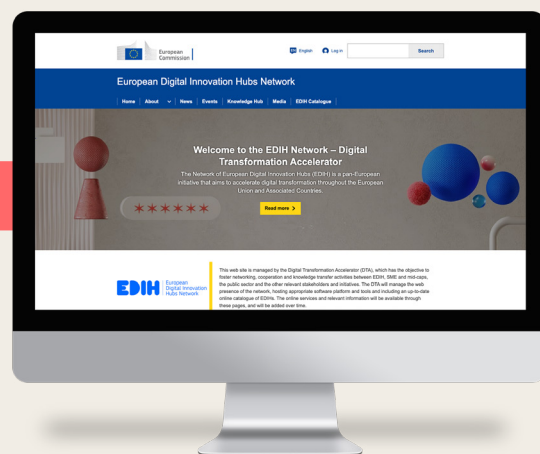 European
Commission
EN English
Log in
Search
European Digital Innovation Hubs Network
Home
About
News
Events
Knowledge Hub
Media
EDIH Catalogue
Welcome to the EDIH Network – Digital
Transformation Accelerator
The Network of European Digital Innovation Hubs (EDIH) is a pan-European
initiative that aims to accelerate digital transformation throughout the European
Union and Associated Countries.
Read more
EDIH
European
Digital Innovation
Hubs Network
This web site is managed by the Digital Transformation Accelerator (DTA), which has the objective to
foster networking, cooperation and knowledge transfer activities between EDIH, SME and mid-caps,
the public sector and the other relevant stakeholders and initiatives. The DTA will manage the web
presence of the network, hosting appropriate software platform and tools and including an up-to-date
online catalogue of EDIHs. The online services and relevant information will be available through
these pages, and will be added over time.